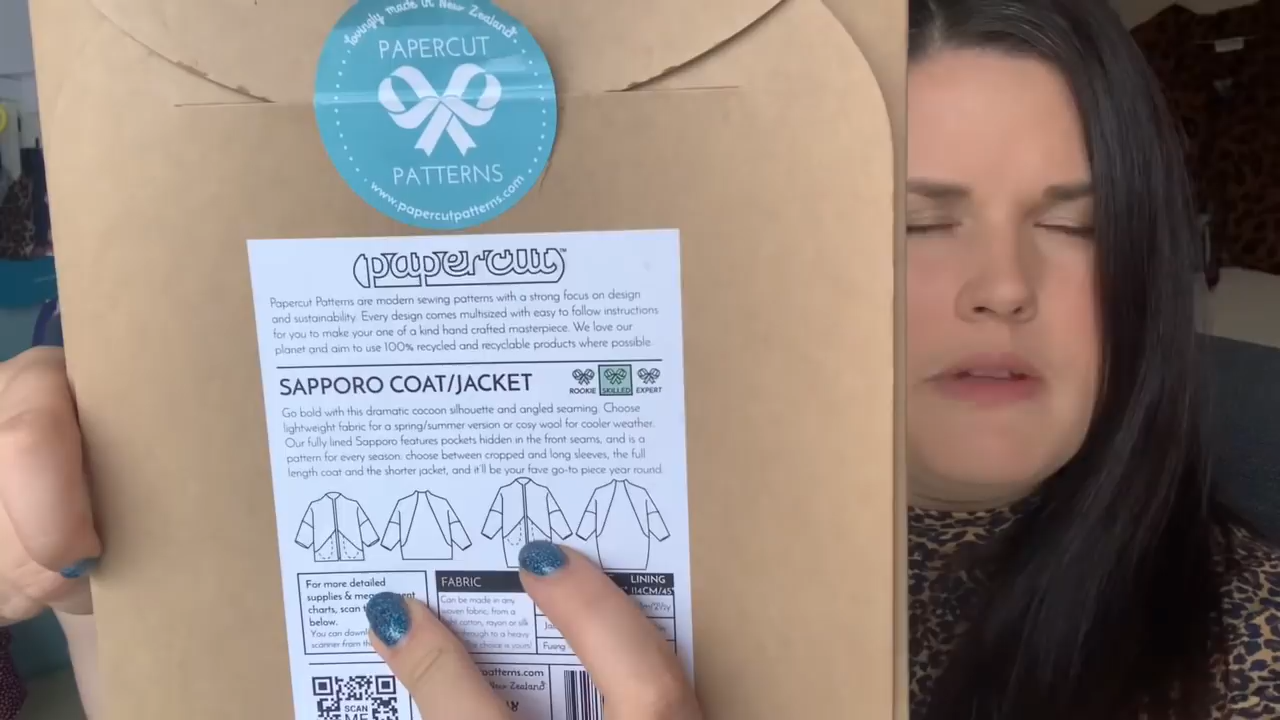 lovingly made in New Zealand
PAPERCUT
PATTERNS
www.papercutpatterns.com
papercut™
Papercut Patterns are modern sewing patterns with a strong focus on design
and sustainability. Every design comes multisized with easy to follow instructions
for you to make your one of a kind hand crafted masterpiece. We love our
planet and aim to use 100% recycled and recyclable products where possible.
SAPPORO COAT/JACKET
ROOKIE SKILLED EXPERT
Go bold with this dramatic cocoon silhouette and angled seaming. Choose
lightweight fabric for a spring/summer version or cosy wool for cooler weather.
Our fully lined Sapporo features pockets hidden in the front seams, and is a
pattern for every season: choose between cropped and long sleeves, the full
length coat and the shorter jacket, and it'll be your fave go-to piece year round.
For more detailed
supplies &
charts, scan
below.
You can
scanner from
FABRIC
Can be made in any
woven fabric, from a
cotton, rayon or silk
through to a heavy
choice is yours!
LINING
114CM/45"
Fusing
patterns.com
New Zealand
SCAN
ME